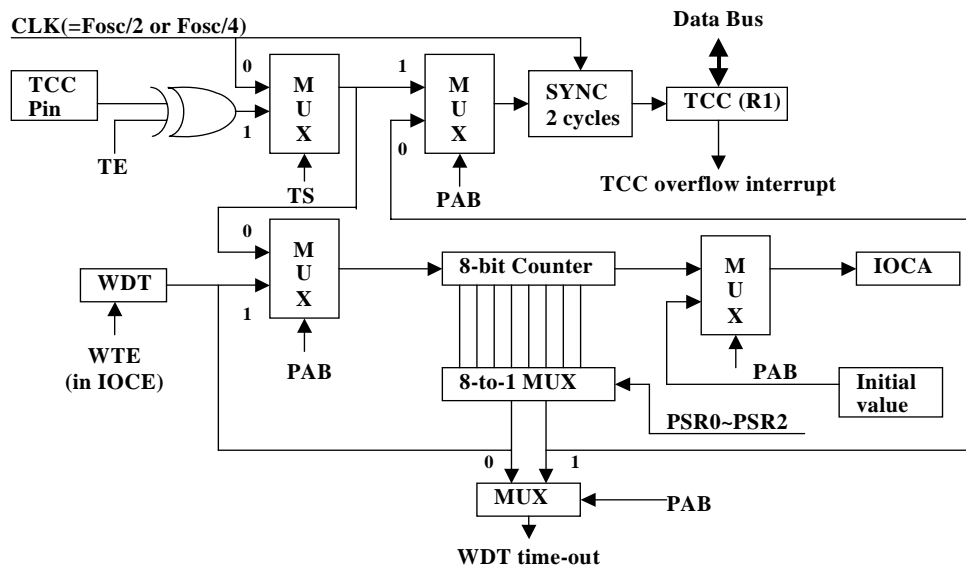 CLK(=Fosc/2 or Fosc/4)
Data Bus
TCC
Pin
0
1
TE
M
U
X
TS
1
0
M
U
X
PAB
SYNC
2 cycles
TCC (R1)
TCC overflow interrupt
0
1
WDT
WTE
(in IOCE)
M
U
X
PAB
8-bit Counter
8-to-1 MUX
PSR0~PSR2
M
U
X
PAB
IOCA
Initial
value
0
1
MUX
PAB
WDT time-out